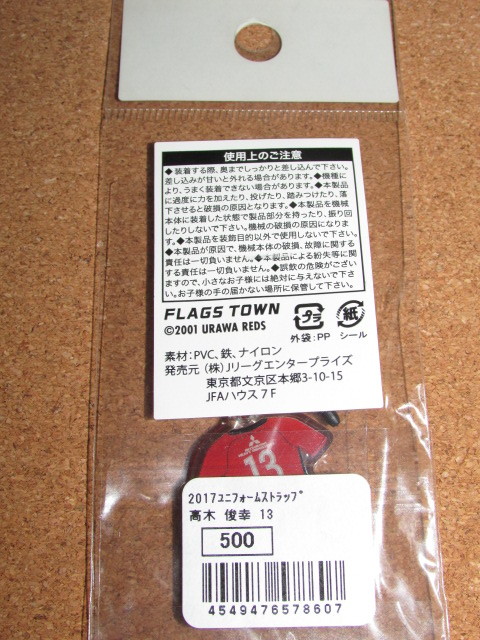 使用上のご注意
◆装着する際、奥までしっかりと差し込んで下さい。
差し込みが甘いと外れる場合があります。◆機種に
より、うまく装着できない場合があります。◆本製品
に過度に力を加えたり、投げたり、踏みつけたり、落
下させると破損の原因となります。◆本製品を機械
本体に装着した状態で製品部分を持ったり、振り回
したりしないで下さい。機械の破損の原因になりま
す。◆本製品を装飾目的以外で使用しないで下さい。
◆本製品が原因で、機械本体の破損、故障に関する
責任は一切負いません。◆本製品による紛失等に関
する責任は一切負いません。◆誤飲の危険がござい
ますので、小さなお子様には絶対に与えないで下さ
い。お子様の手の届かない場所に保管して下さい。
FLAGS TOWN
©2001 URAWA REDS
プラ 紙
外袋:PP シール
素材:PVC、鉄、ナイロン
発売元 (株)Jリーグエンタープライズ
東京都文京区本郷3-10-15
JFAハウス7F
13
2017ﾕﾆﾌｫｰﾑｽﾄﾗｯﾌﾟ
高木 俊幸 13
500
4549476578607